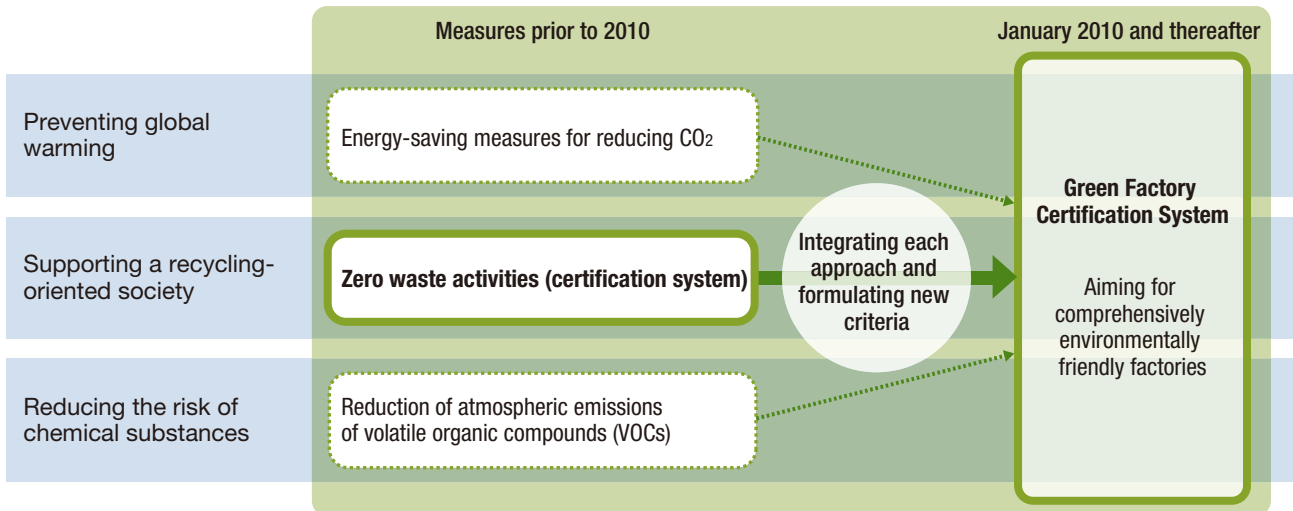 Measures prior to 2010
January 2010 and thereafter
Preventing global
warming
Energy-saving measures for reducing CO2
Supporting a recycling-
oriented society
Zero waste activities (certification system)
Integrating each
approach and
formulating new
criteria
Green Factory
Certification System
Aiming for
comprehensively
environmentally
friendly factories
Reducing the risk of
chemical substances
Reduction of atmospheric emissions
of volatile organic compounds (VOCs)